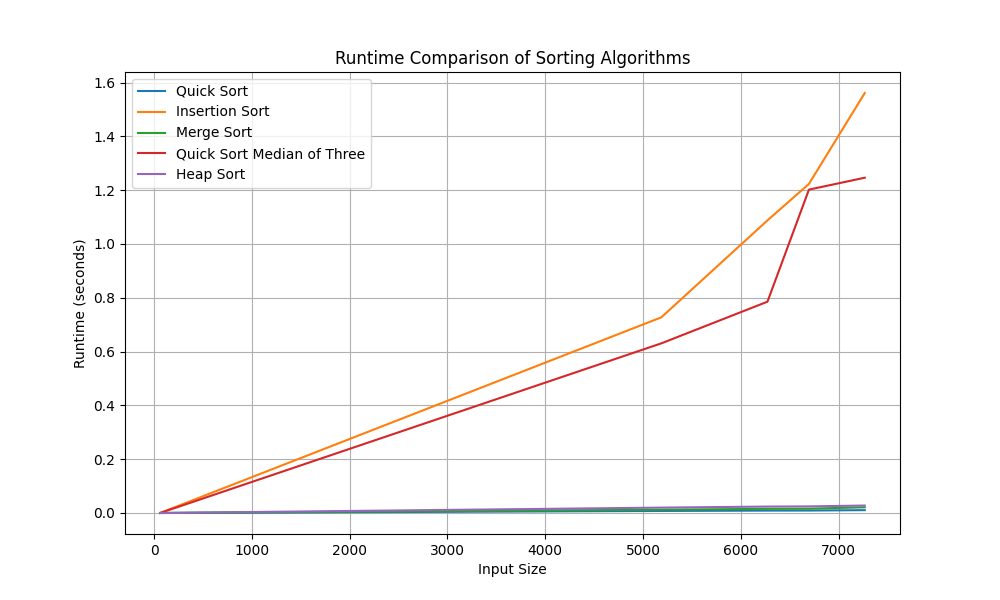 Runtime Comparison of Sorting Algorithms
Quick Sort
Insertion Sort
Merge Sort
Quick Sort Median of Three
Heap Sort
Runtime (seconds)
1.6
1.4
1.2
1.0
0.8
0.6
0.4
0.2
0.0
0 1000 2000 3000 4000 5000 6000 7000
Input Size